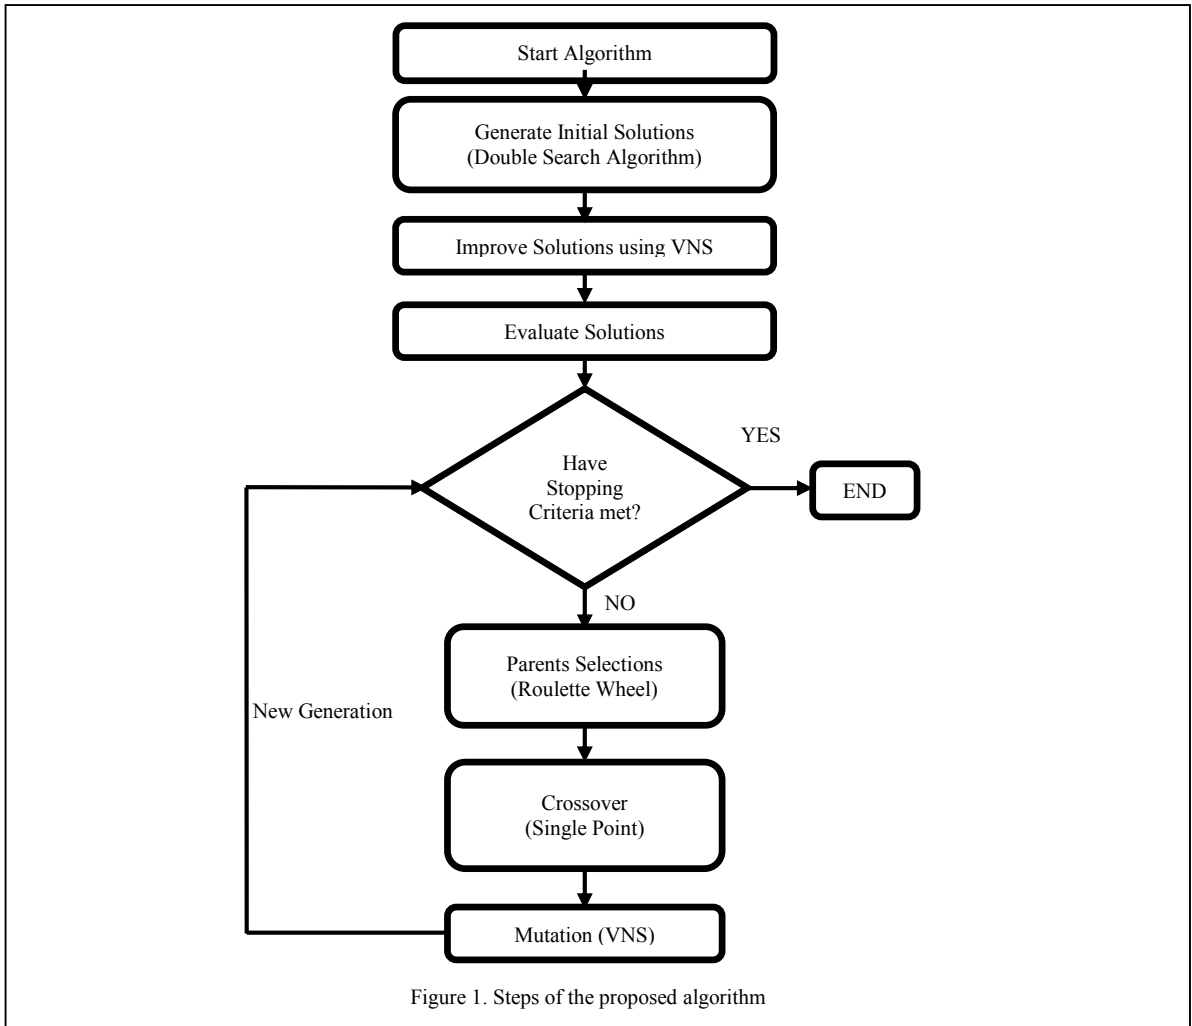 Start Algorithm
Generate Initial Solutions
(Double Search Algorithm)
Improve Solutions using VNS
Evaluate Solutions
YES
Have
Stopping
Criteria met?
END
NO
Parents Selections
(Roulette Wheel)
New Generation
Crossover
(Single Point)
Mutation (VNS)
Figure 1. Steps of the proposed algorithm